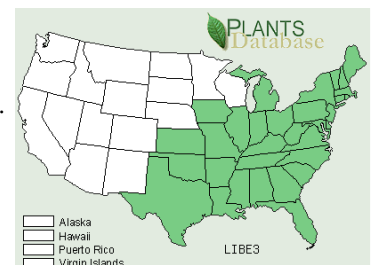 PLANTS
Database
Alaska
Hawaii
Puerto Rico
Virgin Islands
LIBE3